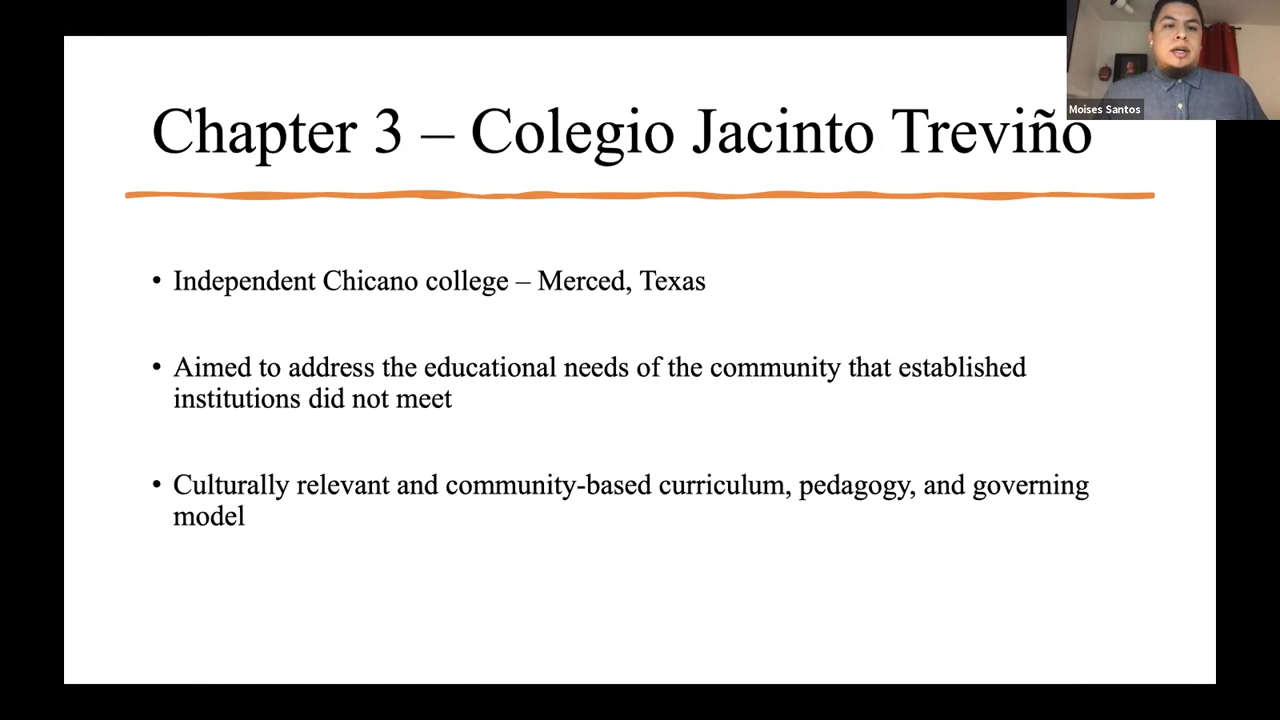 Moises Santos
Chapter 3 – Colegio Jacinto Treviño
• Independent Chicano college – Merced, Texas
• Aimed to address the educational needs of the community that established
institutions did not meet
• Culturally relevant and community-based curriculum, pedagogy, and governing
model